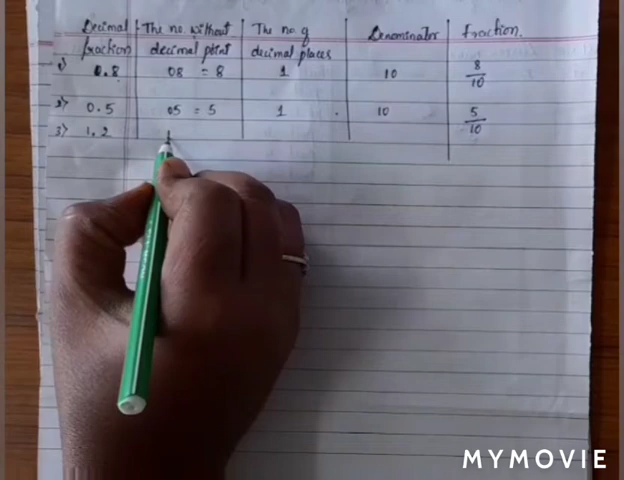 Decimal fraction | The no. without decimal point | The no. of decimal places | Denominator | fraction.
1) 0.8 | 08 = 8 | 1 | 10 | 8/10
2) 0.5 | 05 = 5 | 1 | 10 | 5/10
3) 1.2 | 1
MYMOVIE